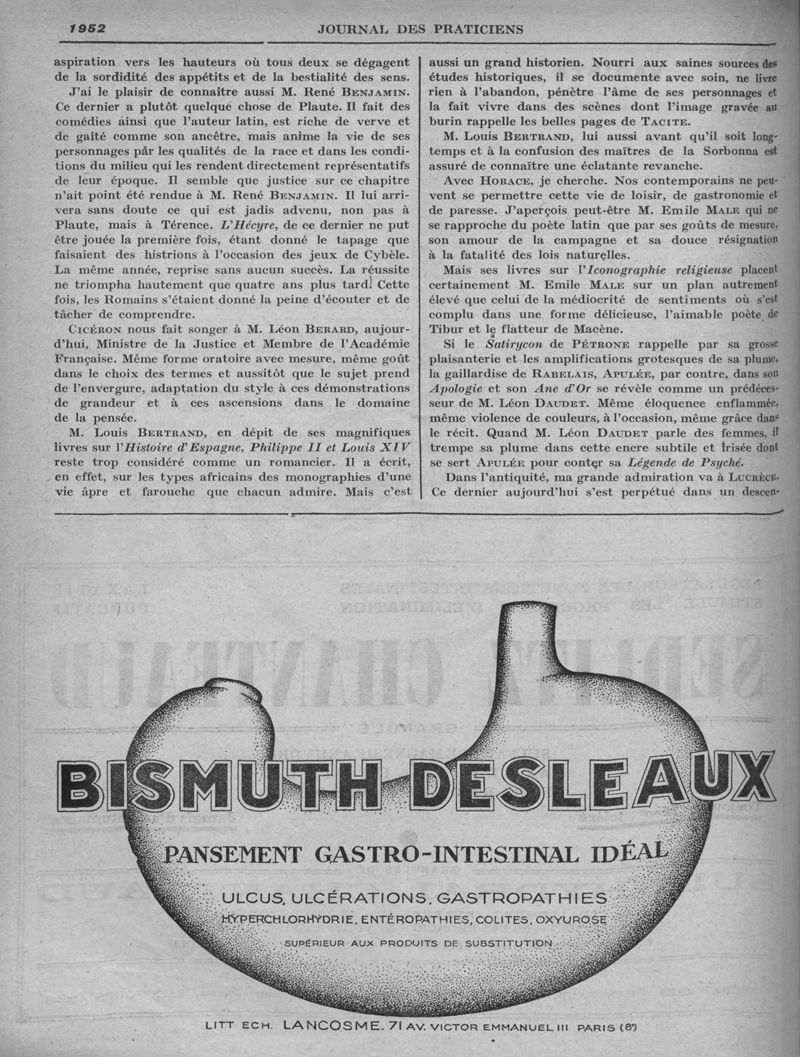 1952
JOURNAL DES PRATICIENS
aspiration vers les hauteurs où tous deux se dégagent
de la sordidité des appétits et de la bestialité des sens.
J'ai le plaisir de connaître aussi M. René BENJAMIN.
Ce dernier a plutôt quelque chose de Plaute. Il fait des
comédies ainsi que l'auteur latin, est riche de verve et
de gaîté comme son ancêtre, mais anime la vie de ses
personnages pâr les qualités de la race et dans les condi-
tions du milieu qui les rendent directement représentatifs
de leur époque. Il semble que justice sur ce chapitre
n'ait point été rendue à M. René BENJAMIN. Il lui arri-
vera sans doute ce qui est jadis advenu, non pas à
Plaute, mais à Térence. L'Hécyre, de ce dernier ne put
être jouée la première fois, étant donné le tapage que
faisaient des histrions à l'occasion des jeux de Cybèle.
La même année, reprise sans aucun succès. La réussite
ne triompha hautement que quatre ans plus tard! Cette
fois, les Romains s'étaient donné la peine d'écouter et de
tâcher de comprendre.
CICÉRON nous fait songer à M. Léon BERARD, aujour-
d'hui, Ministre de la Justice et Membre de l'Académie
Française. Même forme oratoire avec mesure, même goût
dans le choix des termes et aussitôt que le sujet prend
de l'envergure, adaptation du style à ces démonstrations
de grandeur et à ces ascensions dans le domaine
de la pensée.
M. Louis BERTRAND, en dépit de ses magnifiques
livres sur l'Histoire d'Espagne, Philippe II et Louis XIV
reste trop considéré comme un romancier. Il a écrit,
en effet, sur les types africains des monographies d'une
vie âpre et farouche que chacun admire. Mais c'est
aussi un grand historien. Nourri aux saines sources des
études historiques, il se documente avec soin, ne livre
rien à l'abandon, pénètre l'âme de ses personnages et
la fait vivre dans des scènes dont l'image gravée au
burin rappelle les belles pages de TACITE.
M. Louis BERTRAND, lui aussi avant qu'il soit long-
temps et à la confusion des maîtres de la Sorbonna est
assuré de connaître une éclatante revanche.
Avec HORACE, je cherche. Nos contemporains ne peu-
vent se permettre cette vie de loisir, de gastronomie et
de paresse. J'aperçois peut-être M. Emile MALE qui ne
se rapproche du poète latin que par ses goûts de mesure,
son amour de la campagne et sa douce résignation
à la fatalité des lois naturelles.
Mais ses livres sur l'Iconographie religieuse placent
certainement M. Emile MALE sur un plan autrement
élevé que celui de la médiocrité de sentiments où s'est
complu dans une forme délicieuse, l'aimable poète de
Tibur et le flatteur de Macène.
Si le Satirycon de PÉTRONE rappelle par sa grosse
plaisanterie et les amplifications grotesques de sa plume,
la gaillardise de RABELAIS, APULÉE, par contre, dans son
Apologie et son Ane d'Or se révèle comme un prédéces-
seur de M. Léon DAUDET. Même éloquence enflammée,
même violence de couleurs, à l'occasion, même grâce dans
le récit. Quand M. Léon DAUDET parle des femmes, il
trempe sa plume dans cette encre subtile et irisée dont
se sert APULÉE pour conter sa Légende de Psyché.
Dans l'antiquité, ma grande admiration va à LUCRÈCE.
Ce dernier aujourd'hui s'est perpétué dans un descen-
BISMUTH DESLEAUX
PANSEMENT GASTRO-INTESTINAL IDÉAL
ULCUS, ULCÉRATIONS, GASTROPATHIES
HYPERCHLORHYDRIE, ENTÉROPATHIES, COLITES, OXYUROSE
SUPÉRIEUR AUX PRODUITS DE SUBSTITUTION
LITT ECH. LANCOSME. 71 AV. VICTOR EMMANUEL III PARIS (8e)